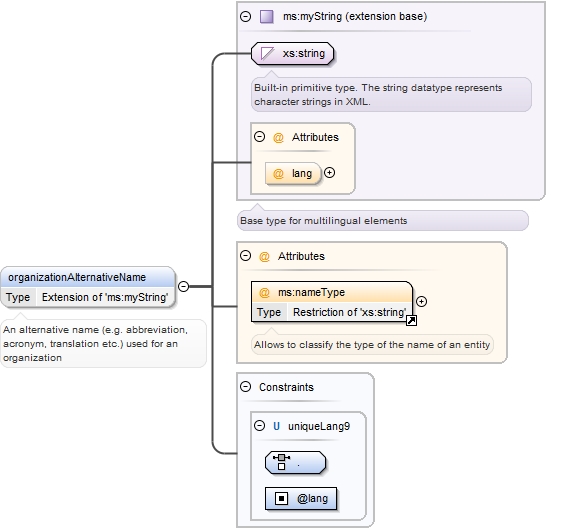 ms:myString (extension base)
xs:string
Built-in primitive type. The string datatype represents
character strings in XML.
@ Attributes
@ lang
Base type for multilingual elements
organizationAlternativeName
Type Extension of 'ms:myString'
An alternative name (e.g. abbreviation,
acronym, translation etc.) used for an
organization
@ Attributes
@ ms:nameType
Type Restriction of 'xs:string'
Allows to classify the type of the name of an entity
Constraints
U uniqueLang9
.
@lang